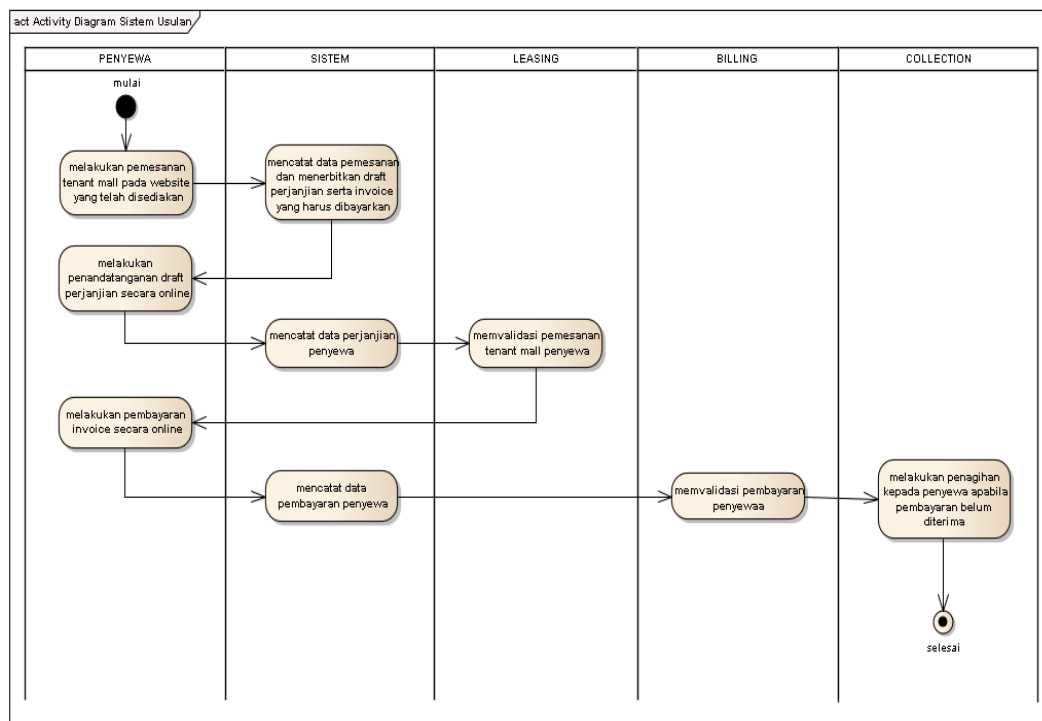 act Activity Diagram Sistem Usulan
PENYEWA
SISTEM
LEASING
BILLING
COLLECTION
mulai
melakukan pemesanan
tenant mall pada website
yang telah disediakan
mencatat data pemesanan
dan menerbitkan draft
perjanjian serta invoice
yang harus dibayarkan
melakukan
penandatanganan draft
perjanjian secara online
mencatat data perjanjian
penyewa
memvalidasi pemesanan
tenant mall penyewa
melakukan pembayaran
invoice secara online
mencatat data
pembayaran penyewa
memvalidasi pembayaran
penyewaa
melakukan penagihan
kepada penyewa apabila
pembayaran belum
diterima
selesai